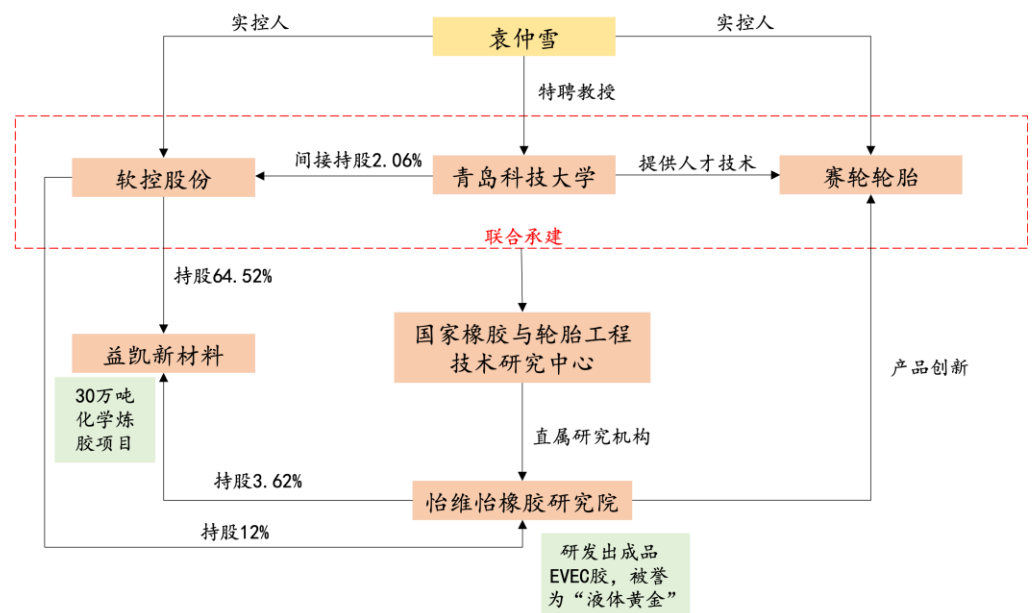 实控人
实控人
袁仲雪
特聘教授
间接持股2.06%
提供人才技术
软控股份
青岛科技大学
赛轮轮胎
联合承建
持股64.52%
国家橡胶与轮胎工程
技术研究中心
益凯新材料
产品创新
30万吨
化学炼
胶项目
直属研究机构
持股3.62%
怡维怡橡胶研究院
持股12%
研发出成品
EVEC胶，被誉
为“液体黄金”